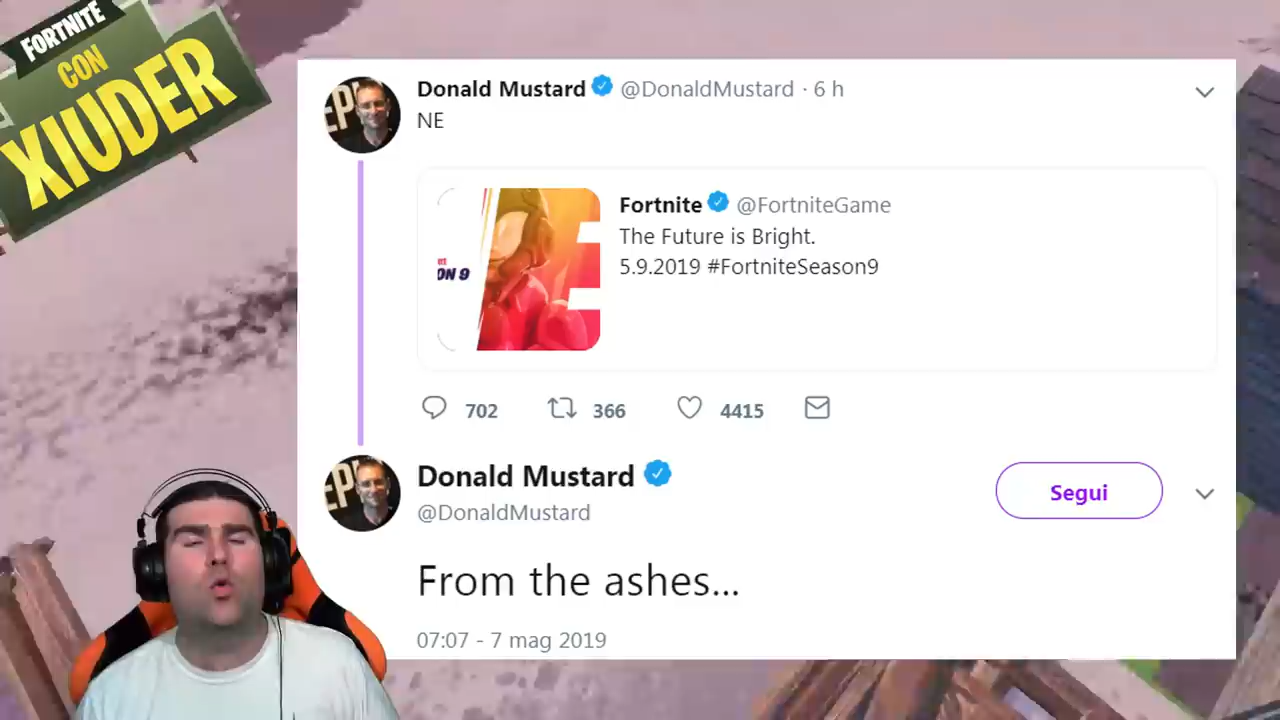 FORTNITE
CON
XIUDER
Donald Mustard @DonaldMustard · 6 h
NE
Fortnite @FortniteGame
The Future is Bright.
5.9.2019 #FortniteSeason9
ON 9
702 366 4415
Donald Mustard
@DonaldMustard
Segui
From the ashes...
07:07 - 7 mag 2019